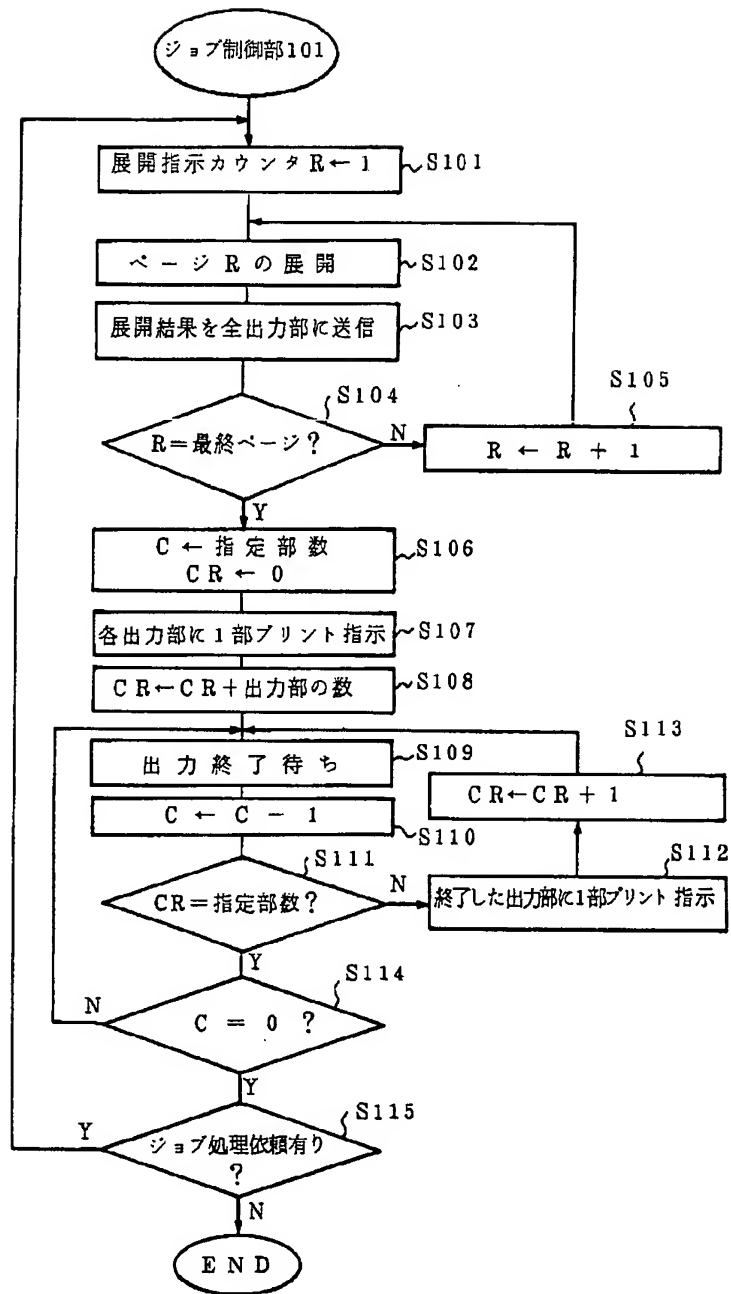 ジョブ制御部101
展開指示カウンタR←1
S101
ページRの展開
S102
展開結果を全出力部に送信
S103
S104
R=最終ページ?
N
S105
R ← R + 1
Y
C ← 指定部数
CR ← 0
S106
各出力部に1部プリント指示
S107
CR←CR+出力部の数
S108
出力終了待ち
S109
S113
CR←CR+1
C ← C - 1
S110
S111
CR=指定部数?
N
S112
終了した出力部に1部プリント指示
Y
S114
N
C = 0 ?
Y
S115
Y
ジョブ処理依頼有り
?
N
END